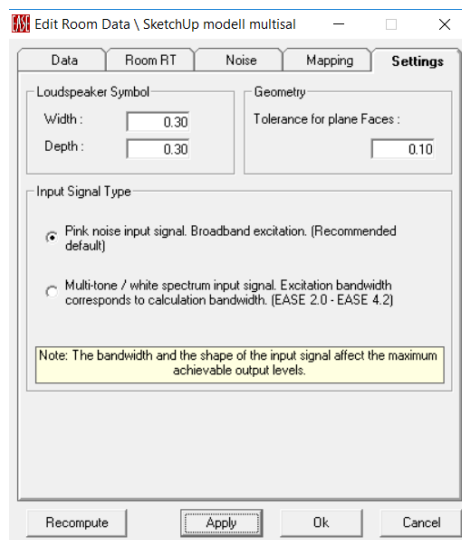 EASE Edit Room Data \ SketchUp modell multisal
Data Room RT Noise Mapping Settings
Loudspeaker Symbol Geometry
Width : 0.30 Tolerance for plane Faces :
Depth : 0.30 0.10
Input Signal Type
Pink noise input signal. Broadband excitation. (Recommended
default)
Multi-tone / white spectrum input signal. Excitation bandwidth
corresponds to calculation bandwidth. (EASE 2.0 - EASE 4.2)
Note: The bandwidth and the shape of the input signal affect the maximum
achievable output levels.
Recompute Apply Ok Cancel